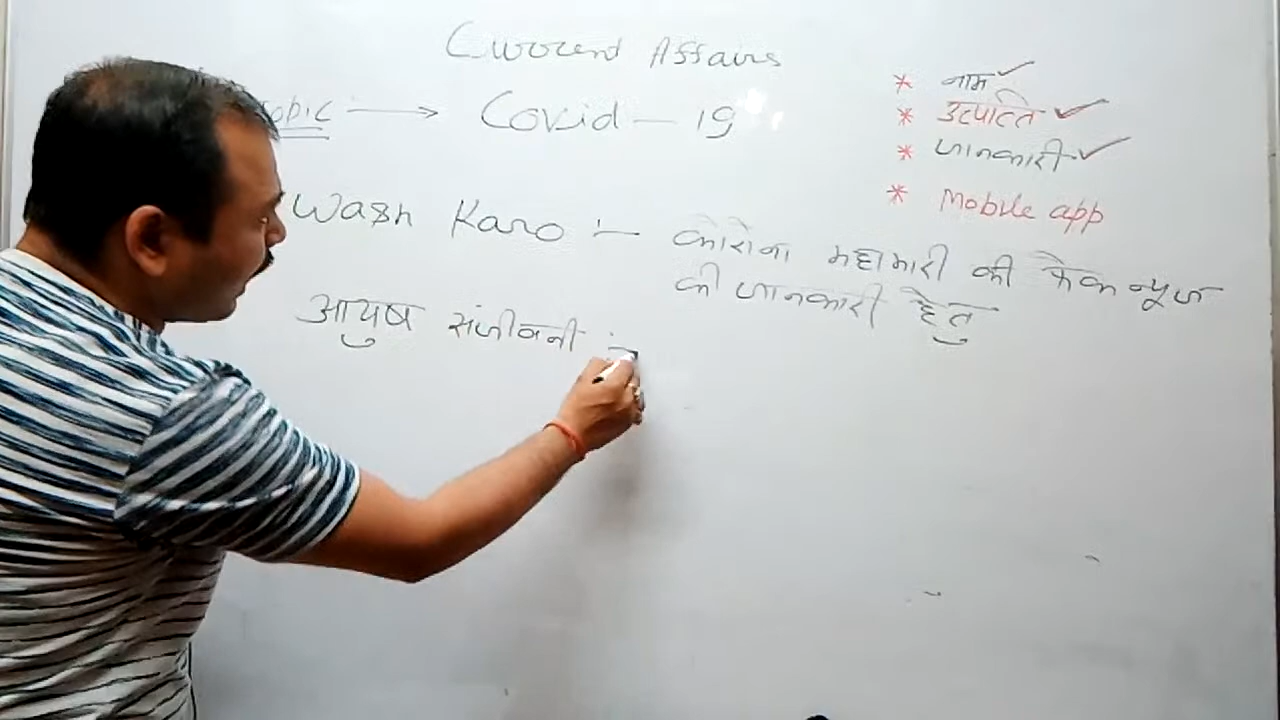 Current Affairs
Topic → Covid - 19
* नाम ✓
* उत्पत्ति ✓
* जानकारी ✓
* Mobile app
Wash Karo :- कोरोना महामारी की फेक न्यूज
की जानकारी हेतु
आयुष संजीवनी :-